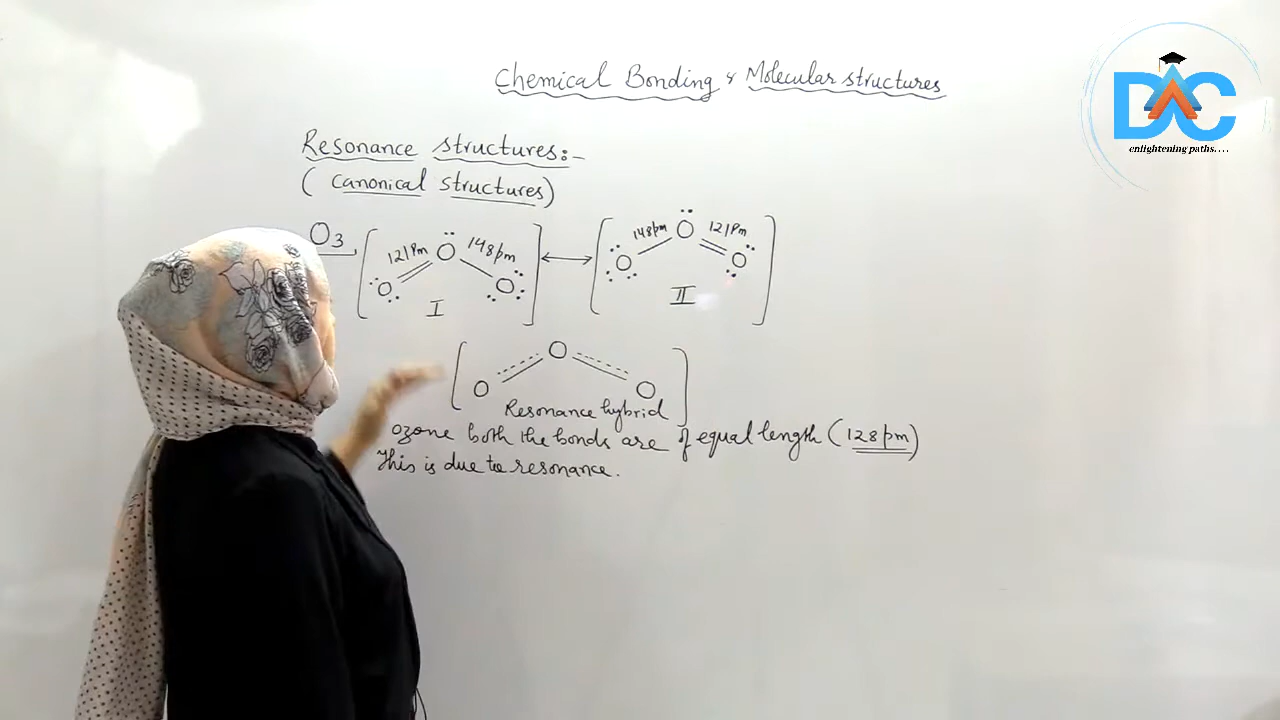 Chemical Bonding & Molecular structures
DAC
enlightening paths....
Resonance structures:-
(Canonical structures)
O3
121Pm O 148pm
O O
I
148pm O 121Pm
O O
II
O
O O
Resonance hybrid
ozone both the bonds are of equal length (128pm)
This is due to resonance.